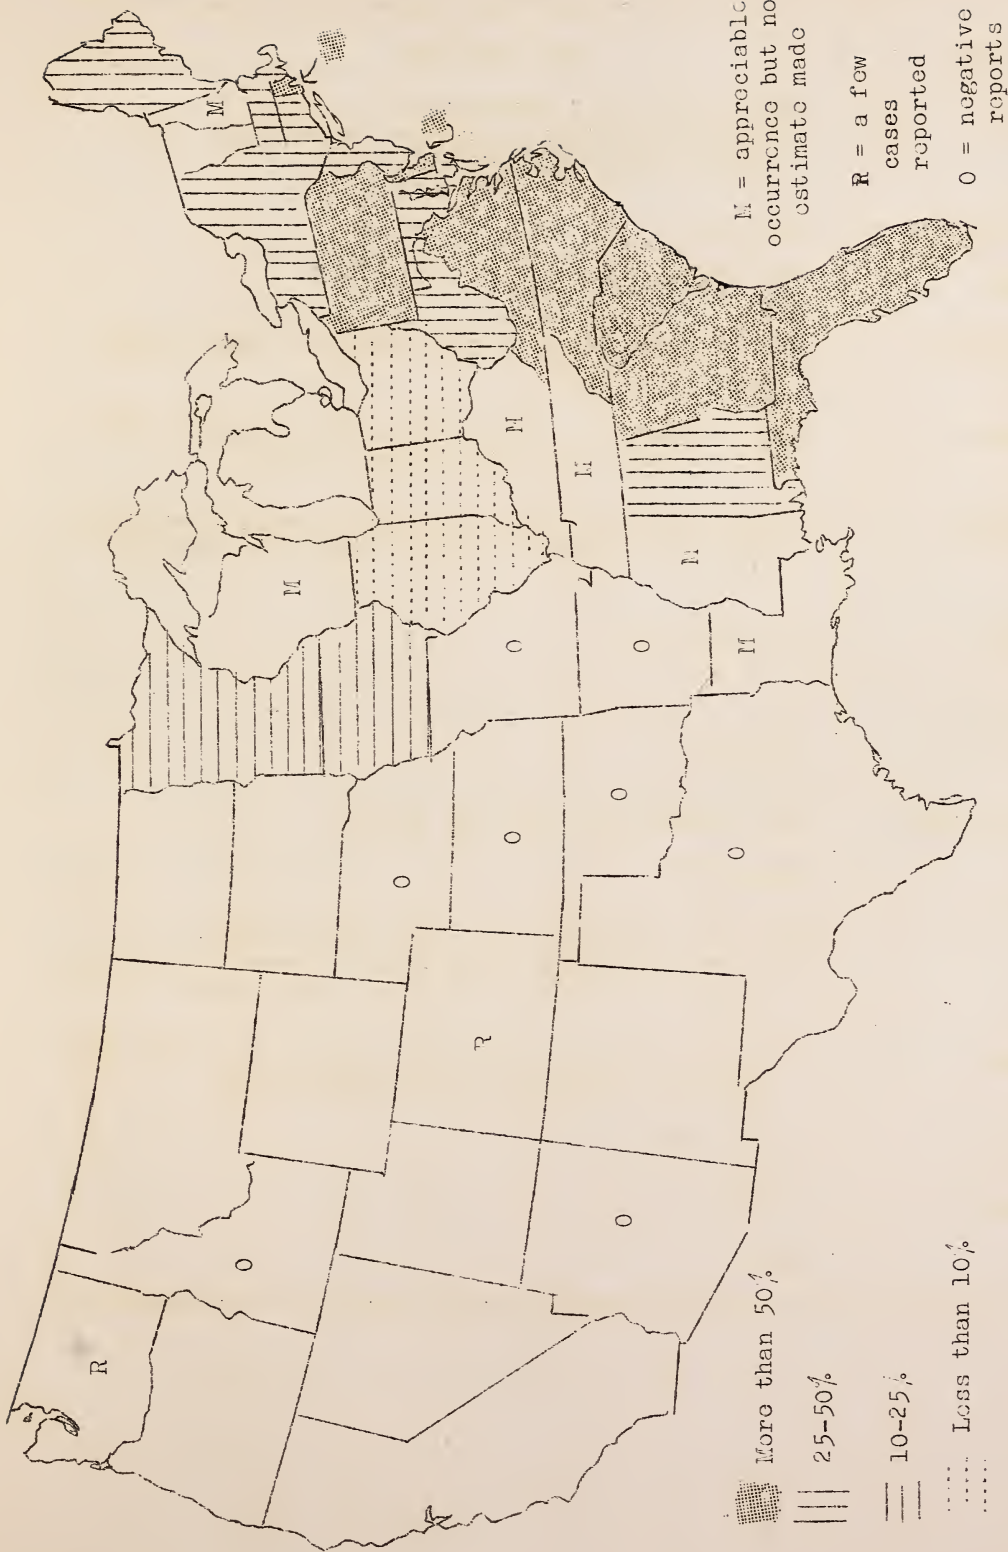 R
M
O
M
O
R
O
O
M
M
O
O
O
M
O
M
More than 50%
25-50%
10-25%
Less than 10%
M = appreciable
occurrence but no
estimate made
R = a few
cases
reported
O = negative
reports